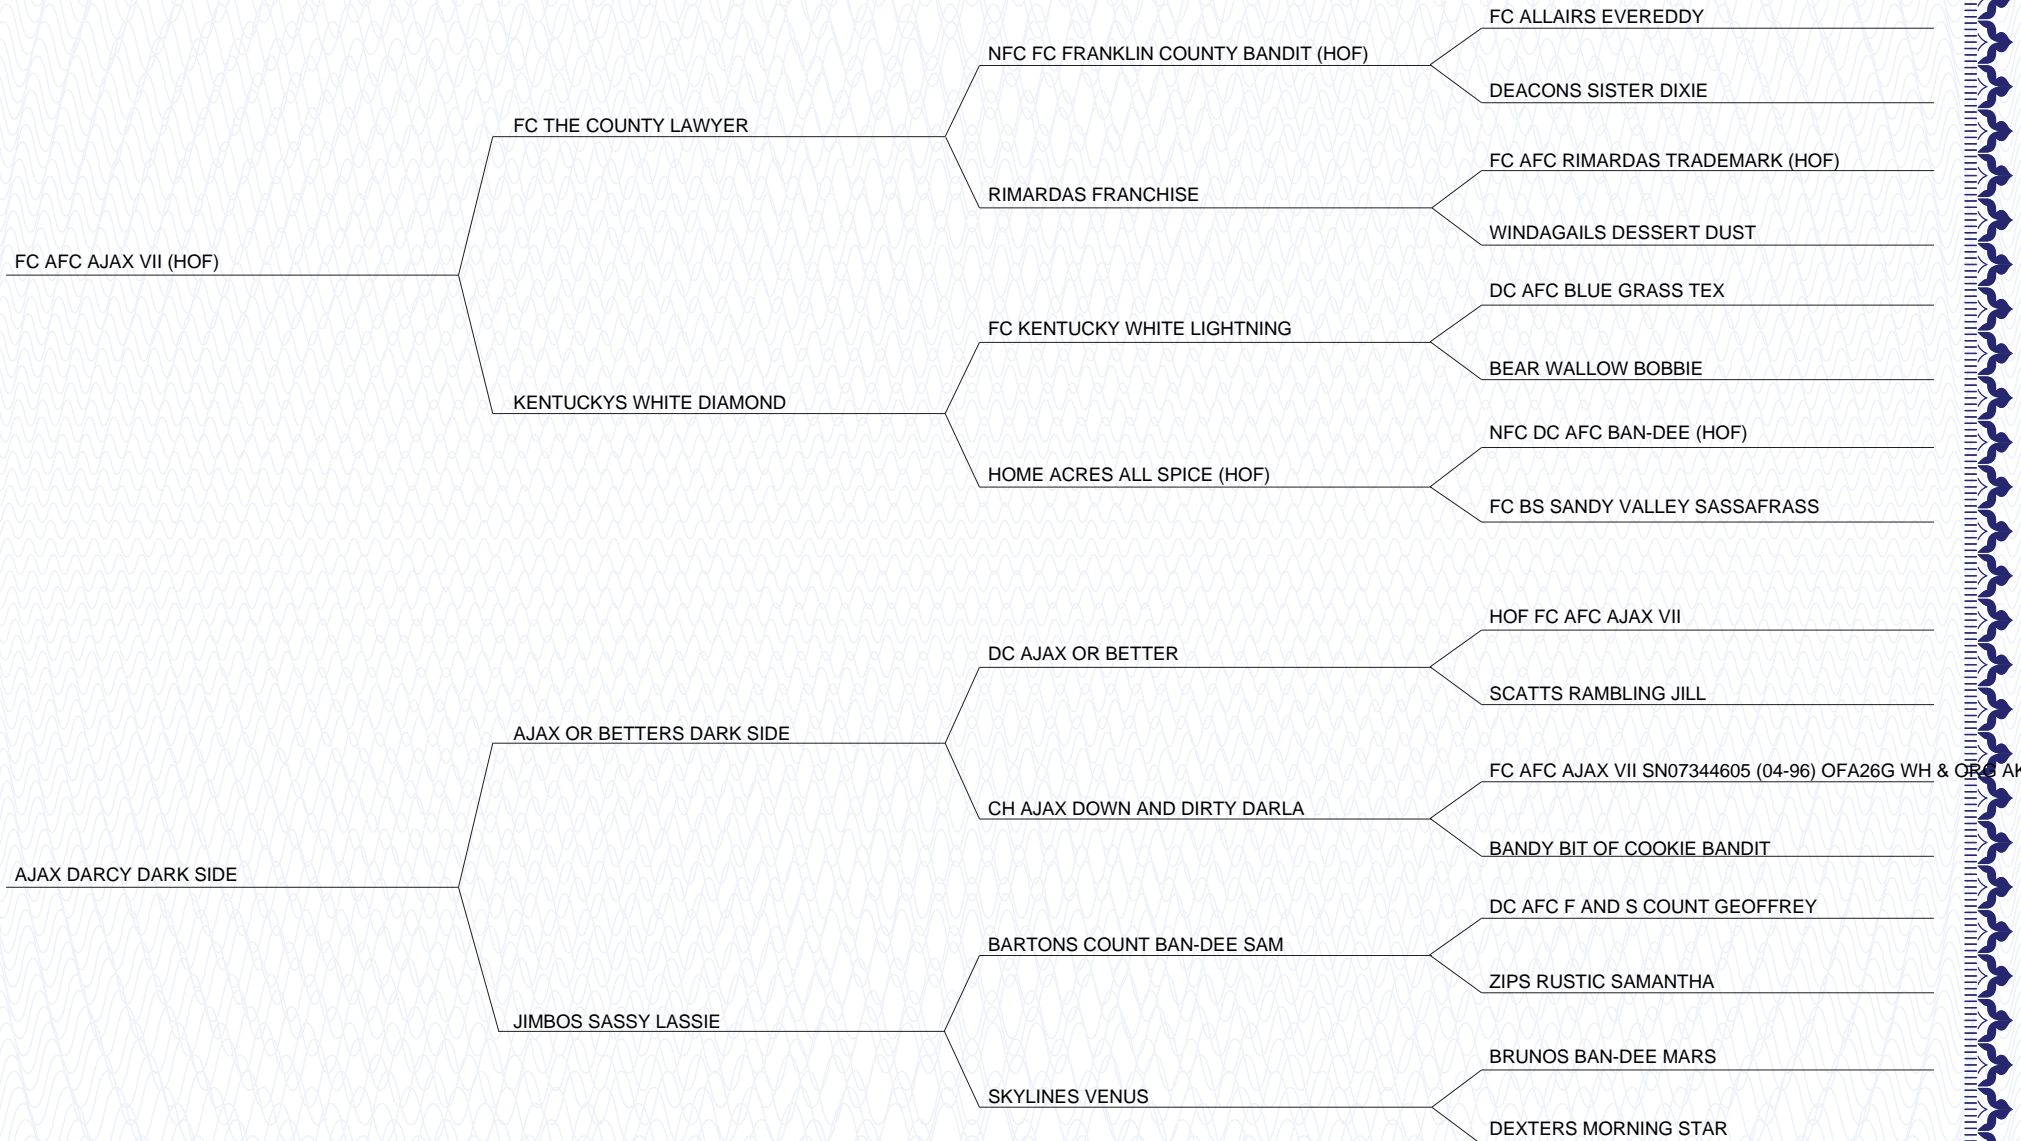 FC ALLAIRS EVEREDDY
NFC FC FRANKLIN COUNTY BANDIT (HOF)
DEACONS SISTER DIXIE
FC THE COUNTY LAWYER
FC AFC RIMARDAS TRADEMARK (HOF)
RIMARDAS FRANCHISE
WINDAGAILS DESSERT DUST
FC AFC AJAX VII (HOF)
DC AFC BLUE GRASS TEX
FC KENTUCKY WHITE LIGHTNING
BEAR WALLOW BOBBIE
KENTUCKYS WHITE DIAMOND
NFC DC AFC BAN-DEE (HOF)
HOME ACRES ALL SPICE (HOF)
FC BS SANDY VALLEY SASSAFRASS
HOF FC AFC AJAX VII
DC AJAX OR BETTER
SCATTS RAMBLING JILL
AJAX OR BETTERS DARK SIDE
FC AFC AJAX VII SN07344605 (04-96) OFA26G WH & ORG AK
CH AJAX DOWN AND DIRTY DARLA
BANDY BIT OF COOKIE BANDIT
AJAX DARCY DARK SIDE
DC AFC F AND S COUNT GEOFFREY
BARTONS COUNT BAN-DEE SAM
ZIPS RUSTIC SAMANTHA
JIMBOS SASSY LASSIE
BRUNOS BAN-DEE MARS
SKYLINES VENUS
DEXTERS MORNING STAR